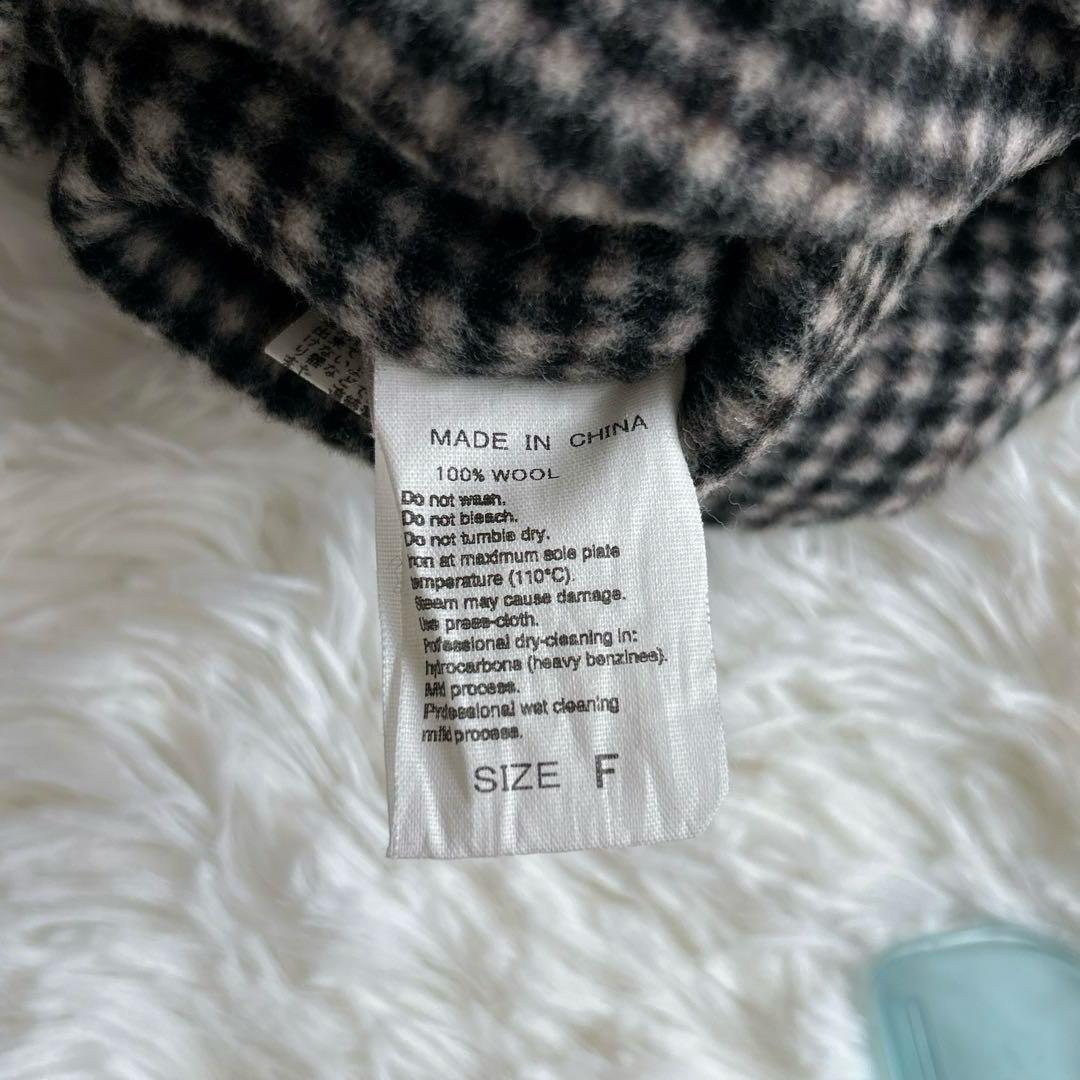 MADE IN CHINA
100% WOOL
Do not wash.
Do not bleach.
Do not tumble dry.
Iron at maximum sole plate
temperature (110°C).
Steam may cause damage.
Use press-cloth.
Professional dry-cleaning in:
hydrocarbons (heavy benzines).
Mild process.
Professional wet cleaning
mild process.
SIZE F